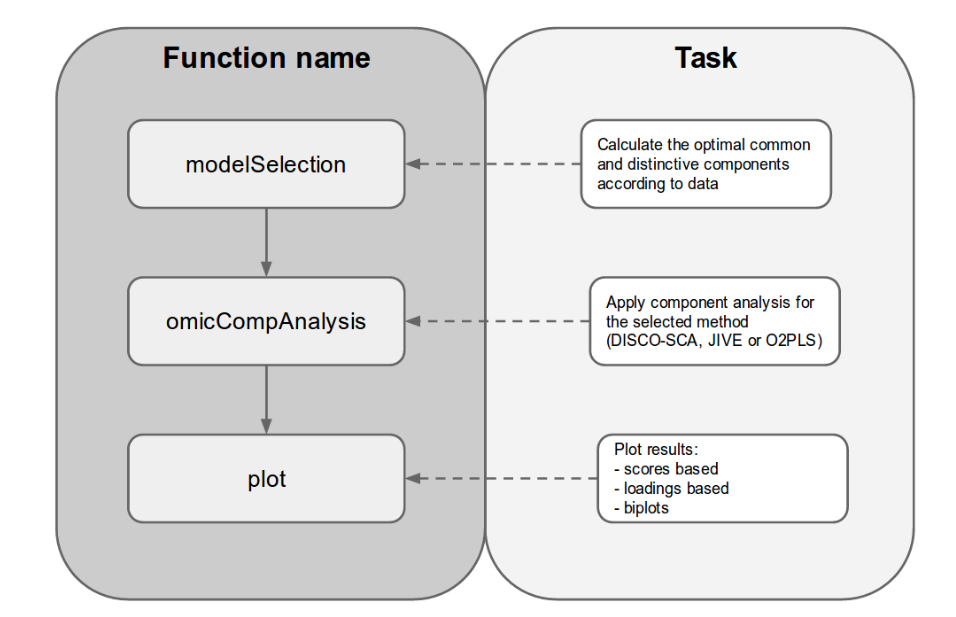 Function name
Task
modelSelection
Calculate the optimal common
and distinctive components
according to data
omicCompAnalysis
Apply component analysis for
the selected method
(DISCO-SCA, JIVE or O2PLS)
plot
Plot results:
- scores based
- loadings based
- biplots